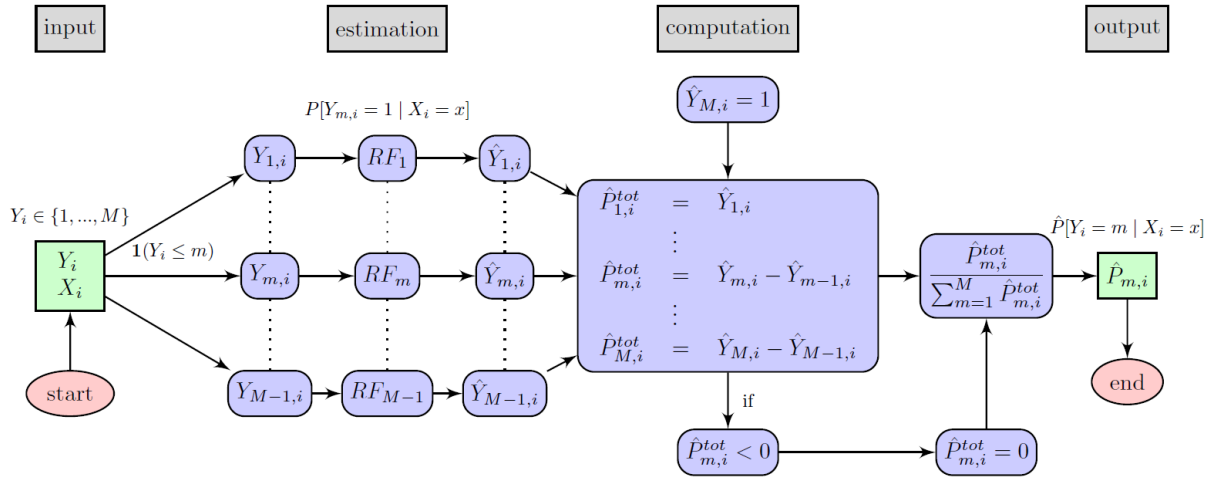 input
estimation
computation
output
Ŷ_{M,i} = 1
P[Y_{m,i} = 1 | X_i = x]
Y_{1,i}
RF_1
Ŷ_{1,i}
Y_i ∈ {1, ..., M}
1(Y_i ≤ m)
Y_i
X_i
Y_{m,i}
RF_m
Ŷ_{m,i}
start
Y_{M−1,i}
RF_{M−1}
Ŷ_{M−1,i}
P̂^{tot}_{1,i} = Ŷ_{1,i}
⋮
P̂^{tot}_{m,i} = Ŷ_{m,i} − Ŷ_{m−1,i}
⋮
P̂^{tot}_{M,i} = Ŷ_{M,i} − Ŷ_{M−1,i}
if
P̂^{tot}_{m,i} < 0
P̂^{tot}_{m,i} = 0
P̂^{tot}_{m,i}
∑^{M}_{m=1} P̂^{tot}_{m,i}
P̂[Y_i = m | X_i = x]
P̂_{m,i}
end